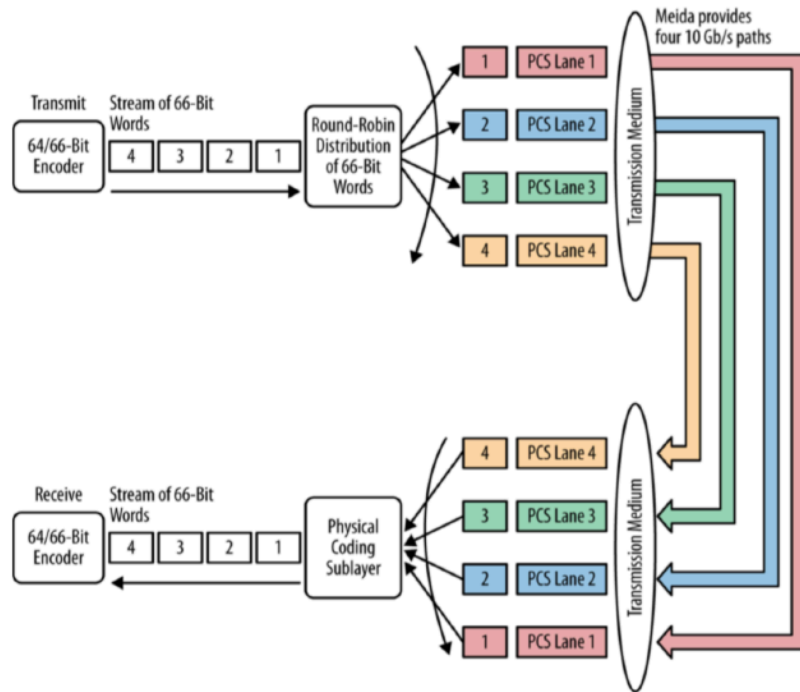 Meida provides
four 10 Gb/s paths
Transmit
64/66-Bit
Encoder
Stream of 66-Bit
Words
4 3 2 1
Round-Robin
Distribution
of 66-Bit
Words
1 PCS Lane 1
2 PCS Lane 2
3 PCS Lane 3
4 PCS Lane 4
Transmission Medium
Receive
64/66-Bit
Encoder
Stream of 66-Bit
Words
4 3 2 1
Physical
Coding
Sublayer
4 PCS Lane 4
3 PCS Lane 3
2 PCS Lane 2
1 PCS Lane 1
Transmission Medium